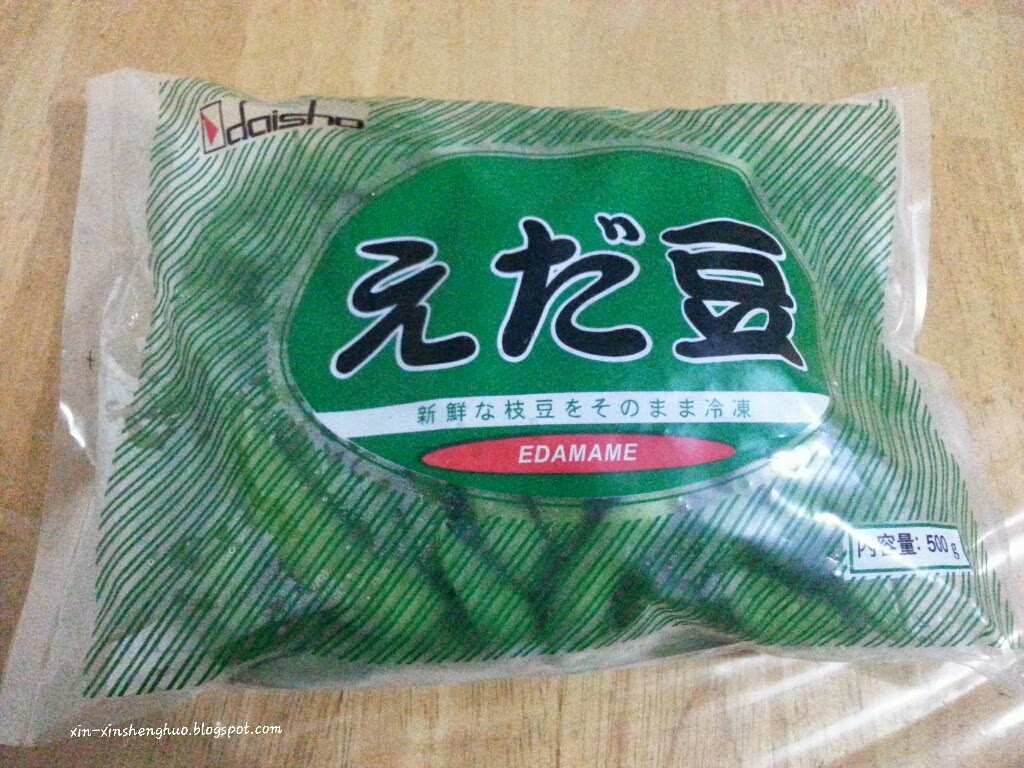 daisho
えだ豆
新鮮な枝豆をそのまま冷凍
EDAMAME
内容量: 500g
xin-xinshenghuo.blogspot.com